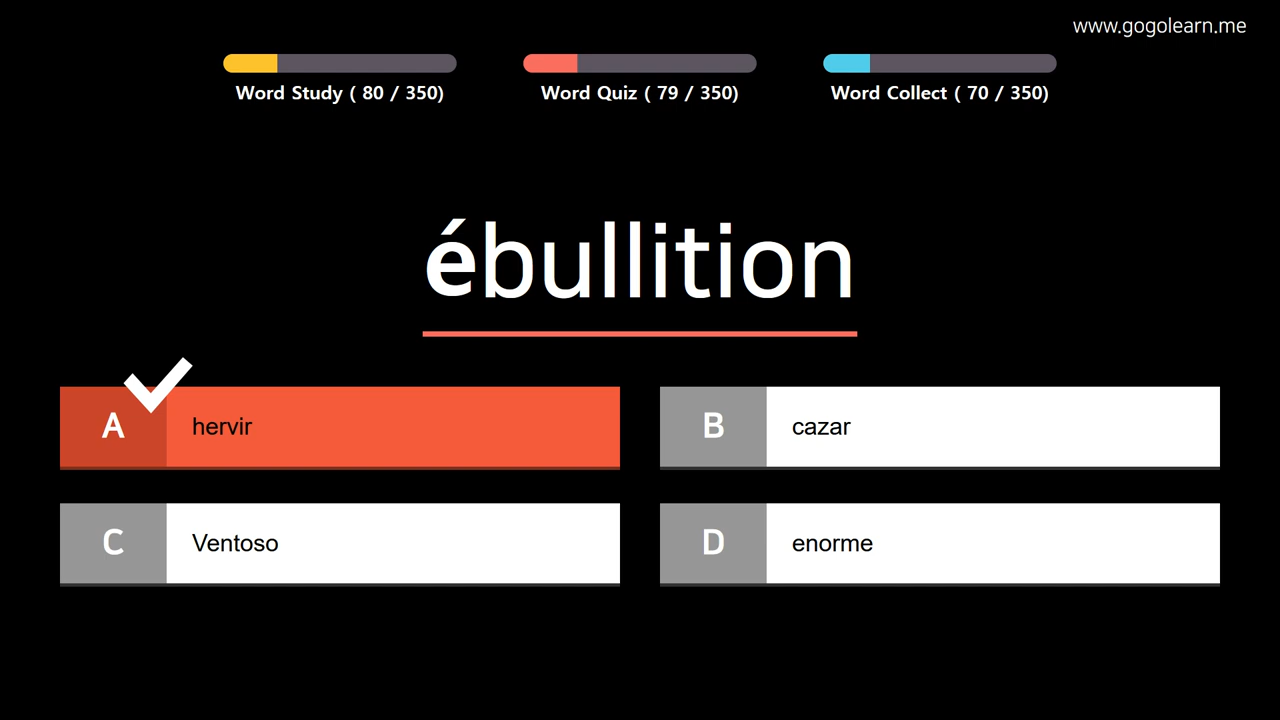 www.gogolearn.me
Word Study ( 80 / 350)
Word Quiz ( 79 / 350)
Word Collect ( 70 / 350)
ébullition
A hervir
B cazar
C Ventoso
D enorme